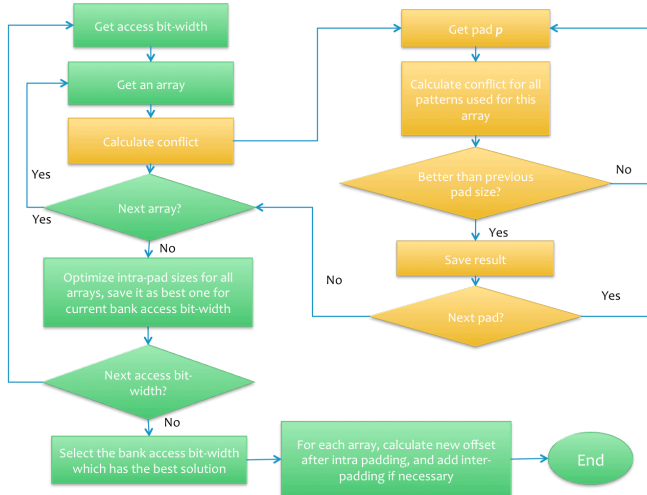 Get access bit-width
Get an array
Calculate conflict
Yes
Yes
Next array?
No
Optimize intra-pad sizes for all
arrays, save it as best one for
current bank access bit-width
Next access bit-
width?
No
Select the bank access bit-width
which has the best solution
For each array, calculate new offset
after intra padding, and add inter-
padding if necessary
End
Get pad p
Calculate conflict for all
patterns used for this
array
Better than previous
pad size?
No
Yes
Save result
No
Next pad?
Yes